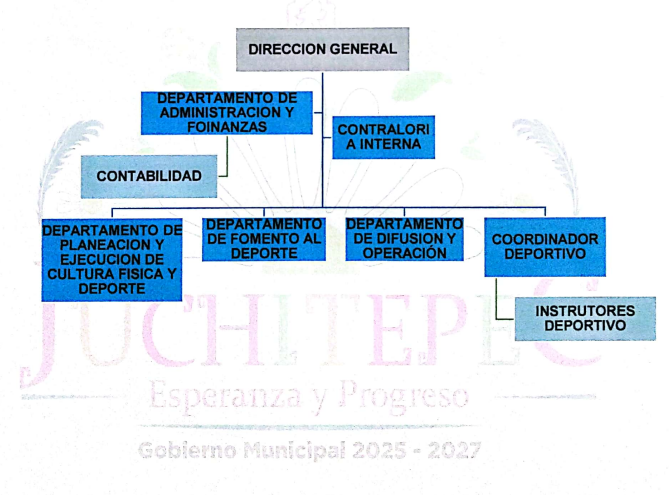 DIRECCION GENERAL
DEPARTAMENTO DE
ADMINISTRACION Y
FOINANZAS
CONTRALORI
A INTERNA
CONTABILIDAD
DEPARTAMENTO DE
PLANEACION Y
EJECUCION DE
CULTURA FISICA Y
DEPORTE
DEPARTAMENTO
DE FOMENTO AL
DEPORTE
DEPARTAMENTO
DE DIFUSION Y
OPERACIÓN
COORDINADOR
DEPORTIVO
INSTRUTORES
DEPORTIVO
JUCHITEPEC
Esperanza y Progreso
Gobierno Municipal 2025 - 2027